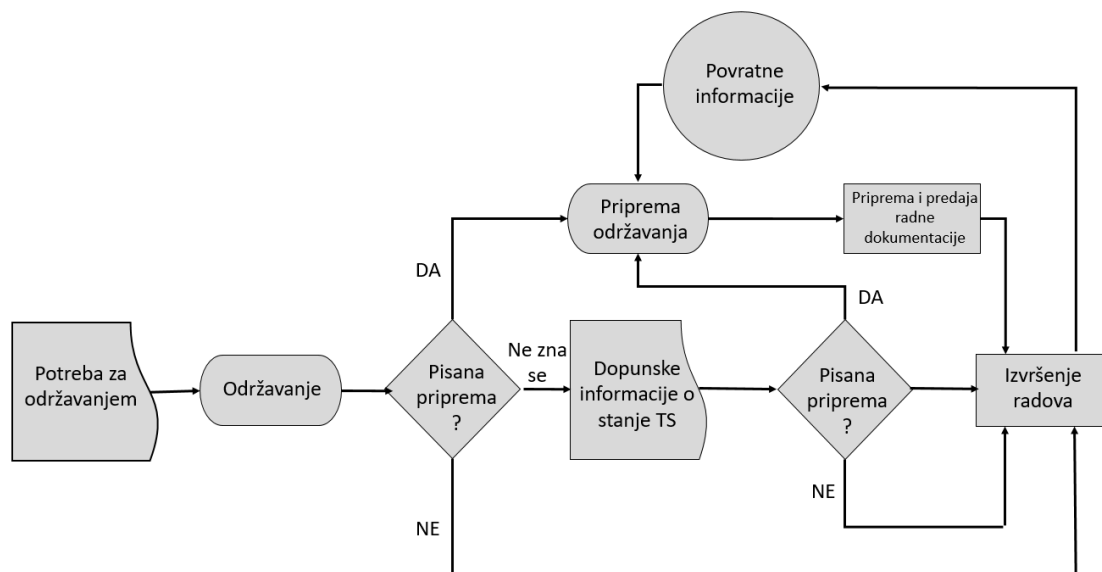 Povratne
informacije
Priprema
održavanja
Priprema i predaja
radne
dokumentacije
DA
DA
Potreba za
održavanjem
Održavanje
Pisana
priprema
?
Ne zna
se
Dopunske
informacije o
stanje TS
Pisana
priprema
?
Izvršenje
radova
NE
NE